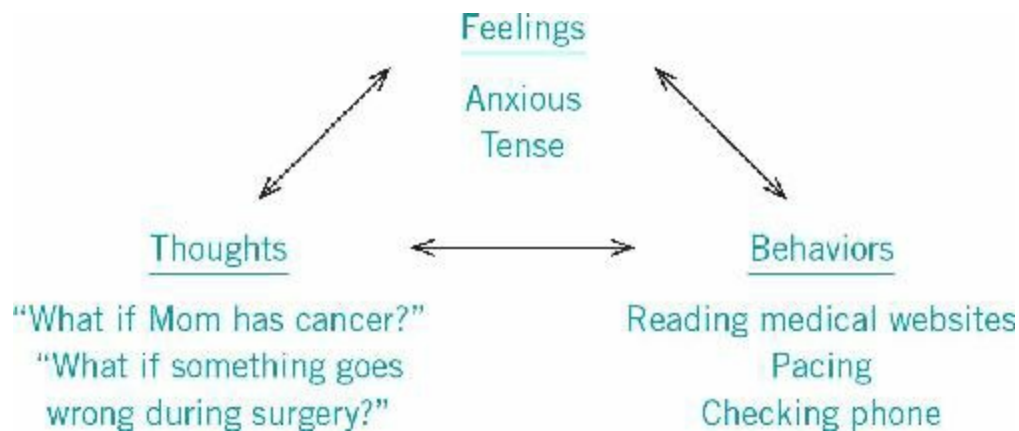 Feelings
Anxious
Tense
Thoughts
“What if Mom has cancer?”
“What if something goes
wrong during surgery?”
Behaviors
Reading medical websites
Pacing
Checking phone